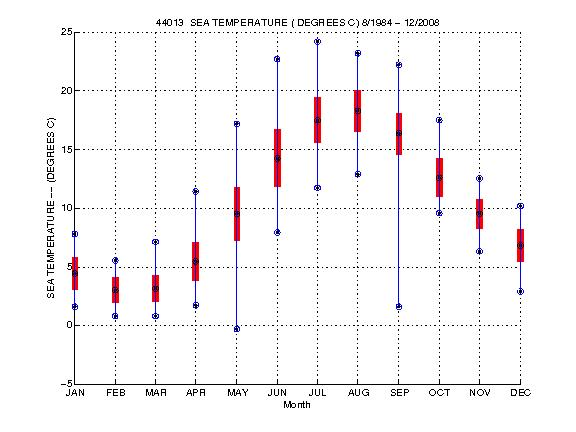 44013 SEA TEMPERATURE ( DEGREES C) 8/1984 – 12/2008
SEA TEMPERATURE –– (DEGREES C)
25
20
15
10
5
0
−5
JAN FEB MAR APR MAY JUN JUL AUG SEP OCT NOV DEC
Month